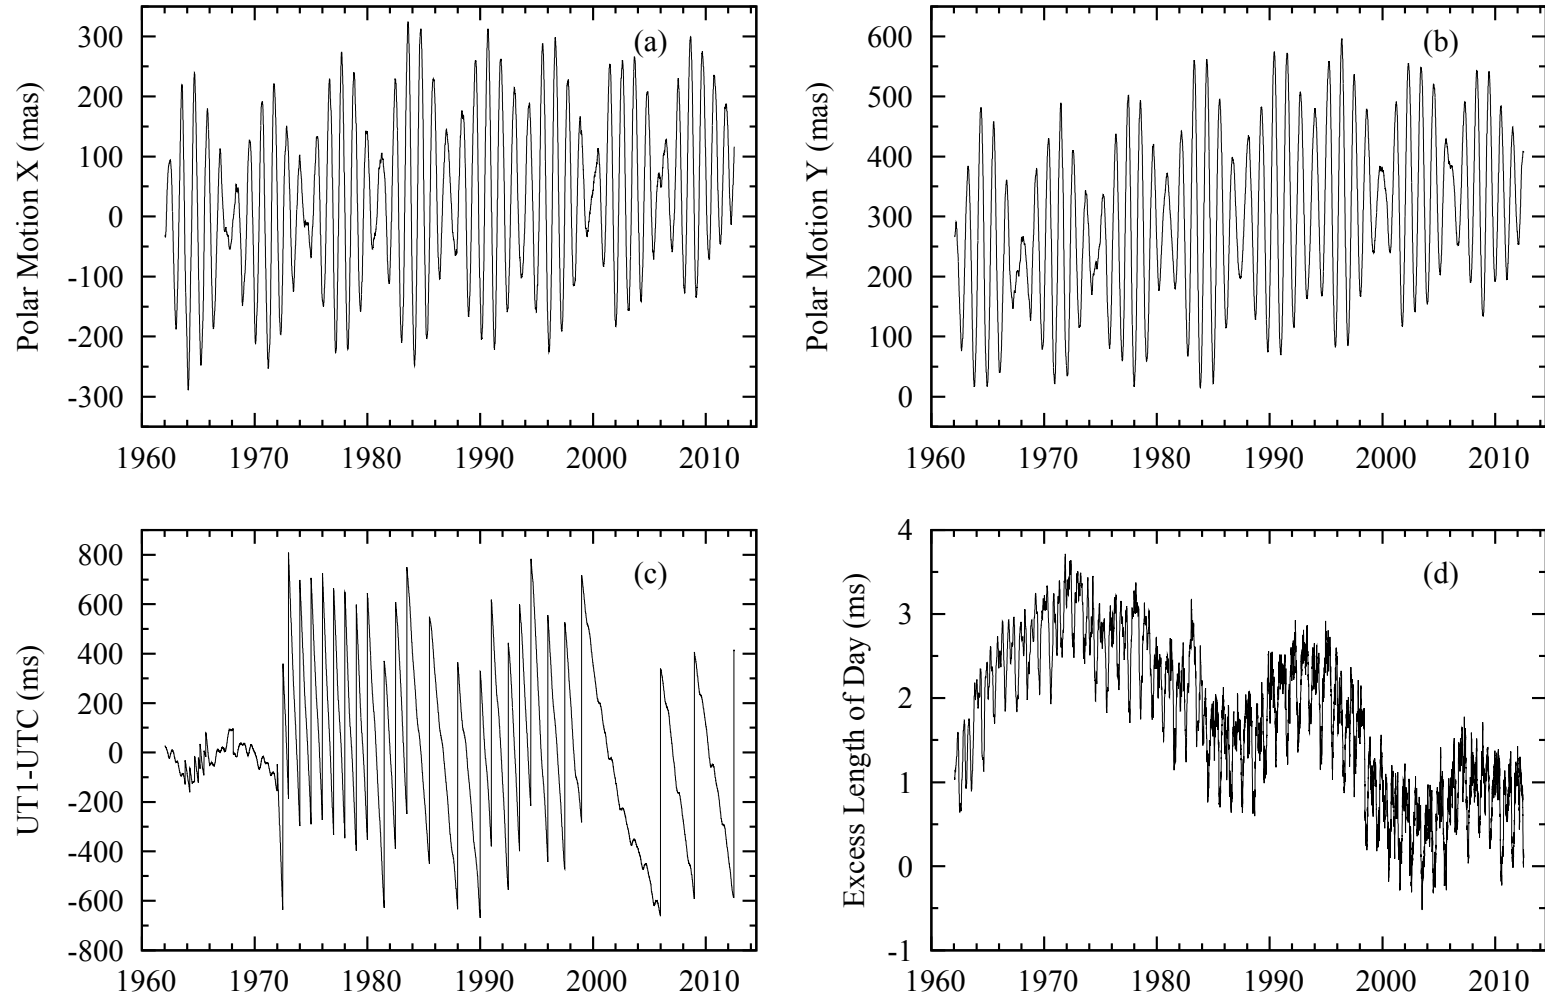 (a)
Polar Motion X (mas)
300
200
100
0
-100
-200
-300
1960 1970 1980 1990 2000 2010
(b)
Polar Motion Y (mas)
600
500
400
300
200
100
0
1960 1970 1980 1990 2000 2010
(c)
UT1-UTC (ms)
800
600
400
200
0
-200
-400
-600
-800
1960 1970 1980 1990 2000 2010
(d)
Excess Length of Day (ms)
4
3
2
1
0
-1
1960 1970 1980 1990 2000 2010